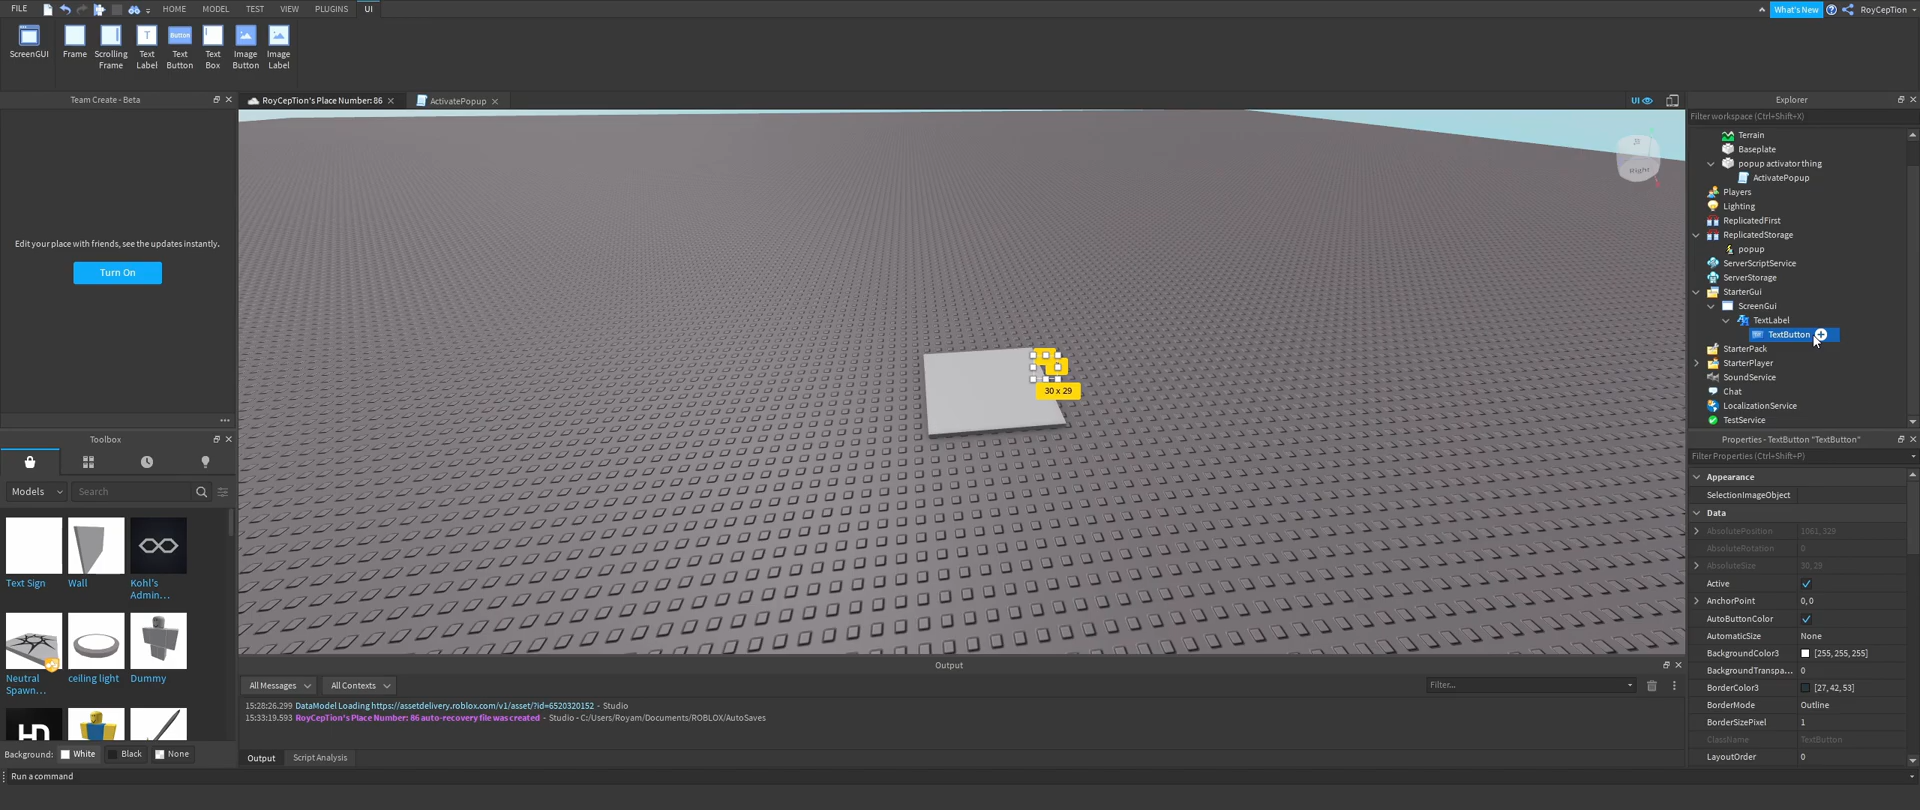 FILE HOME MODEL TEST VIEW PLUGINS UI What's New RoyCepTion
ScreenGUI Frame Scrolling Frame Text Label Text Button Text Box Image Button Image Label
Team Create - Beta
Edit your place with friends, see the updates instantly.
Turn On
Toolbox
Models Search
Text Sign Wall Kohl's Admin...
Neutral Spawn... ceiling light Dummy
Background: White Black None
RoyCepTion's Place Number: 86 ActivatePopup UI
Right
30 x 29
Output
All Messages All Contexts Filter...
15:28:26.299 DataModel Loading https://assetdelivery.roblox.com/v1/asset/?id=6520320152 - Studio
15:33:19.593 RoyCepTion's Place Number: 86 auto-recovery file was created - Studio - C:/Users/Royam/Documents/ROBLOX/AutoSaves
Output Script Analysis
Run a command
Explorer
Filter workspace (Ctrl+Shift+X)
Terrain
Baseplate
popup activator thing
ActivatePopup
Players
Lighting
ReplicatedFirst
ReplicatedStorage
popup
ServerScriptService
ServerStorage
StarterGui
ScreenGui
TextLabel
TextButton
StarterPack
StarterPlayer
SoundService
Chat
LocalizationService
TestService
Properties - TextButton "TextButton"
Filter Properties (Ctrl+Shift+P)
Appearance
SelectionImageObject
Data
AbsolutePosition 1061, 329
AbsoluteRotation 0
AbsoluteSize 30, 29
Active
AnchorPoint 0, 0
AutoButtonColor
AutomaticSize None
BackgroundColor3 [255, 255, 255]
BackgroundTranspa... 0
BorderColor3 [27, 42, 53]
BorderMode Outline
BorderSizePixel 1
ClassName TextButton
LayoutOrder 0